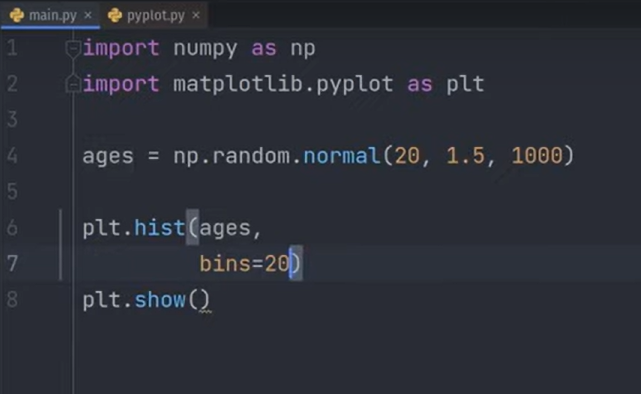 main.py × pyplot.py ×
1 import numpy as np
2 import matplotlib.pyplot as plt
3
4 ages = np.random.normal(20, 1.5, 1000)
5
6 plt.hist(ages,
7 bins=20)
8 plt.show()